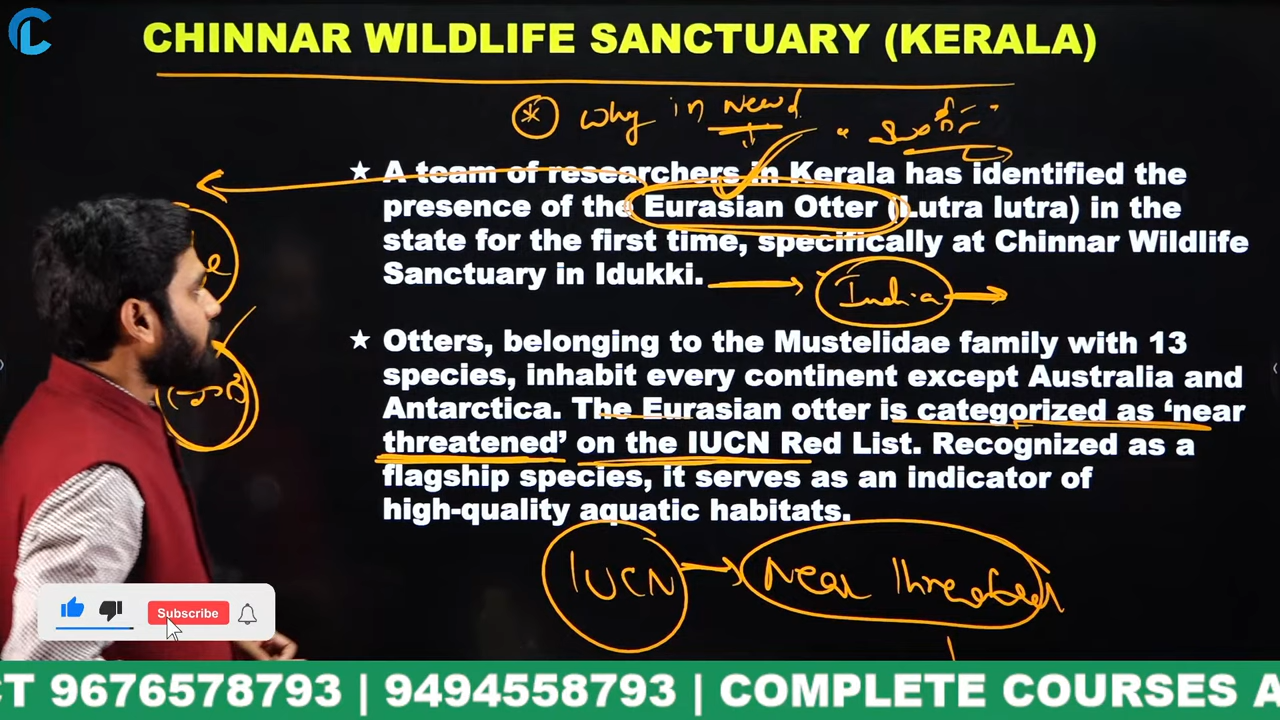 CHINNAR WILDLIFE SANCTUARY (KERALA)
* Why in News
★ A team of researchers in Kerala has identified the
presence of the Eurasian Otter (Lutra lutra) in the
state for the first time, specifically at Chinnar Wildlife
Sanctuary in Idukki.
India
★ Otters, belonging to the Mustelidae family with 13
species, inhabit every continent except Australia and
Antarctica. The Eurasian otter is categorized as ‘near
threatened’ on the IUCN Red List. Recognized as a
flagship species, it serves as an indicator of
high-quality aquatic habitats.
IUCN → Near threatened
Subscribe
CT 9676578793 | 9494558793 | COMPLETE COURSES A